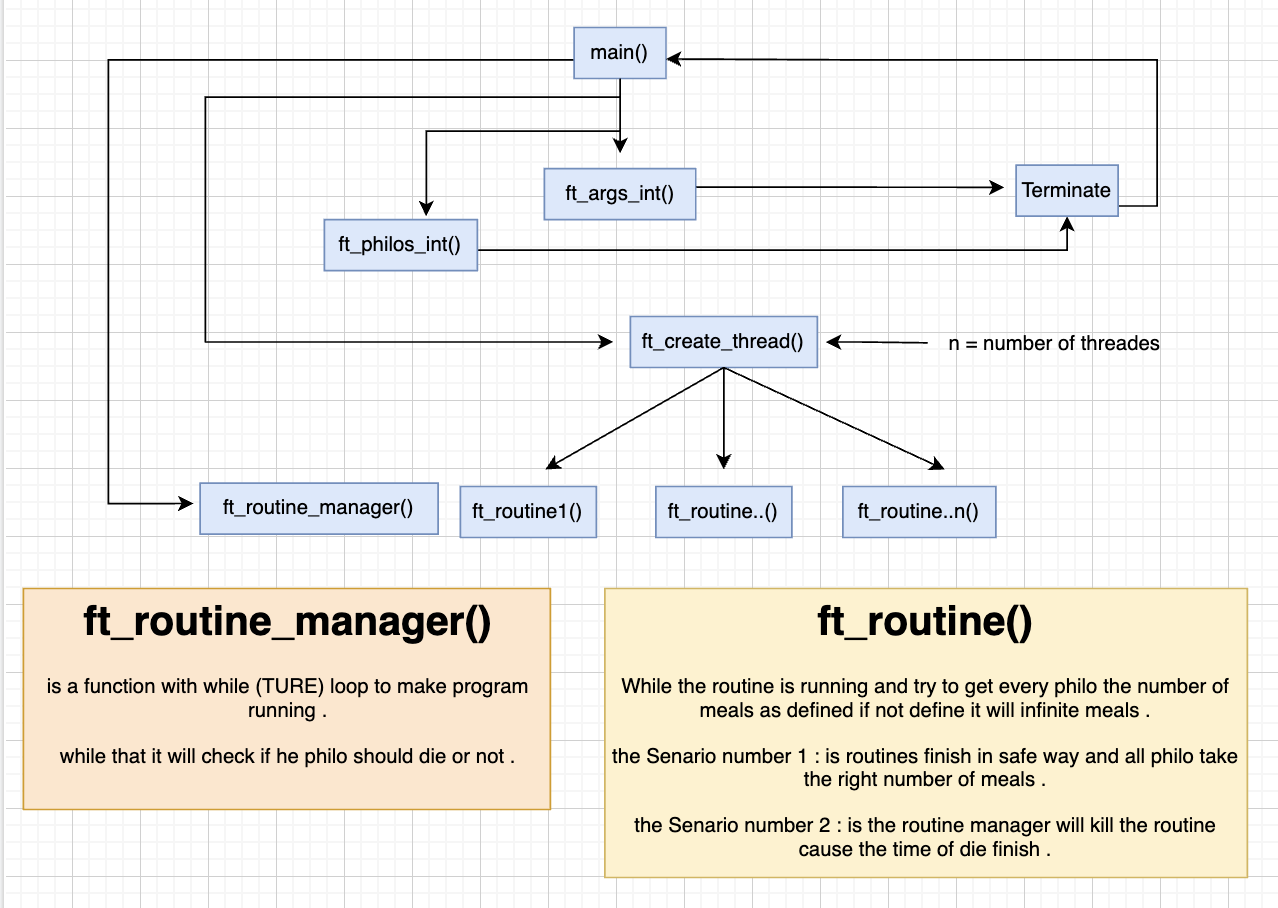 main()
ft_args_int()
Terminate
ft_philos_int()
ft_create_thread()
n = number of threades
ft_routine_manager()
ft_routine1()
ft_routine..()
ft_routine..n()
ft_routine_manager()
is a function with while (TURE) loop to make program
running .
while that it will check if he philo should die or not .
ft_routine()
While the routine is running and try to get every philo the number of
meals as defined if not define it will infinite meals .
the Senario number 1 : is routines finish in safe way and all philo take
the right number of meals .
the Senario number 2 : is the routine manager will kill the routine
cause the time of die finish .